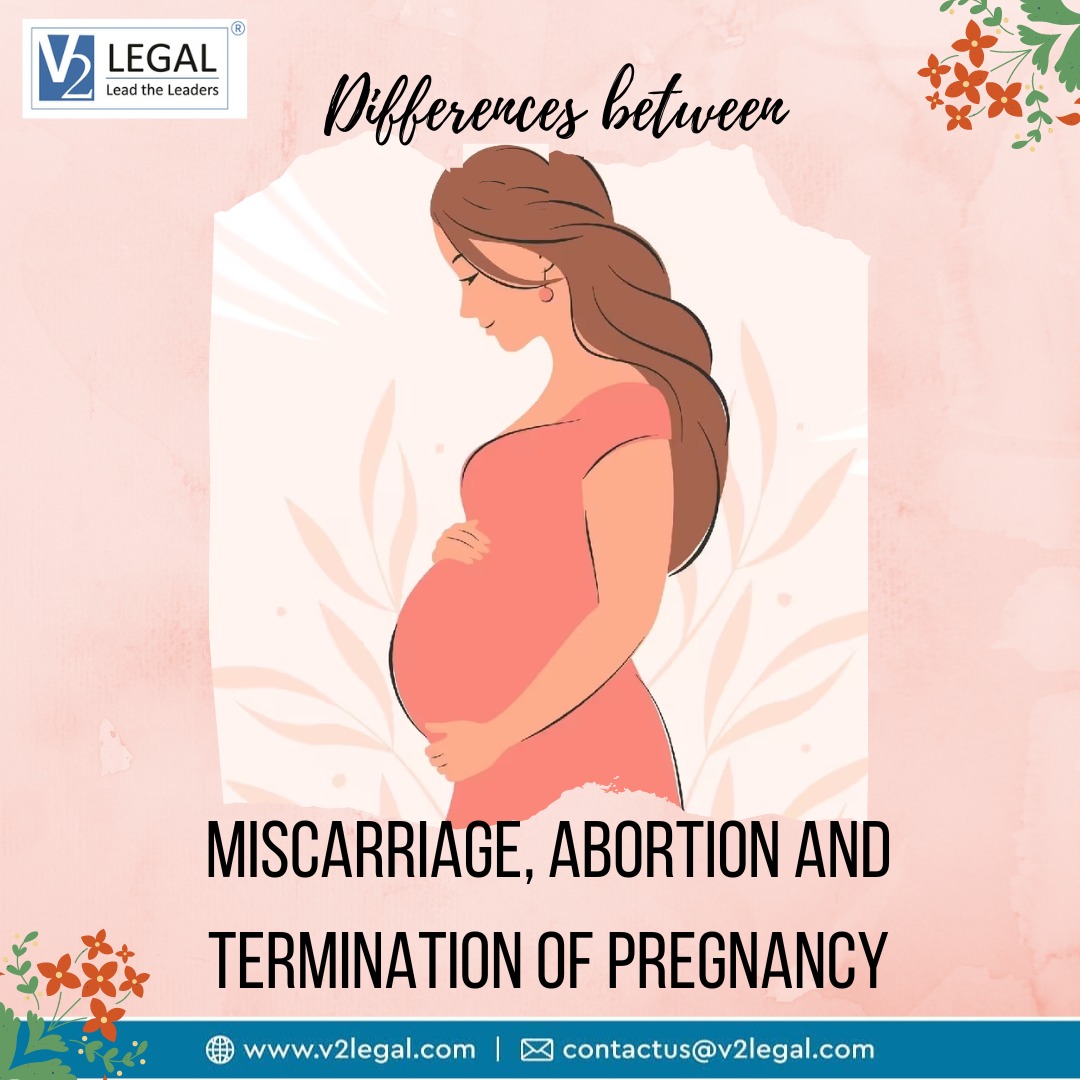 V2 LEGAL ®
Lead the Leaders
Differences between
MISCARRIAGE, ABORTION AND
TERMINATION OF PREGNANCY
www.v2legal.com | contactus@v2legal.com